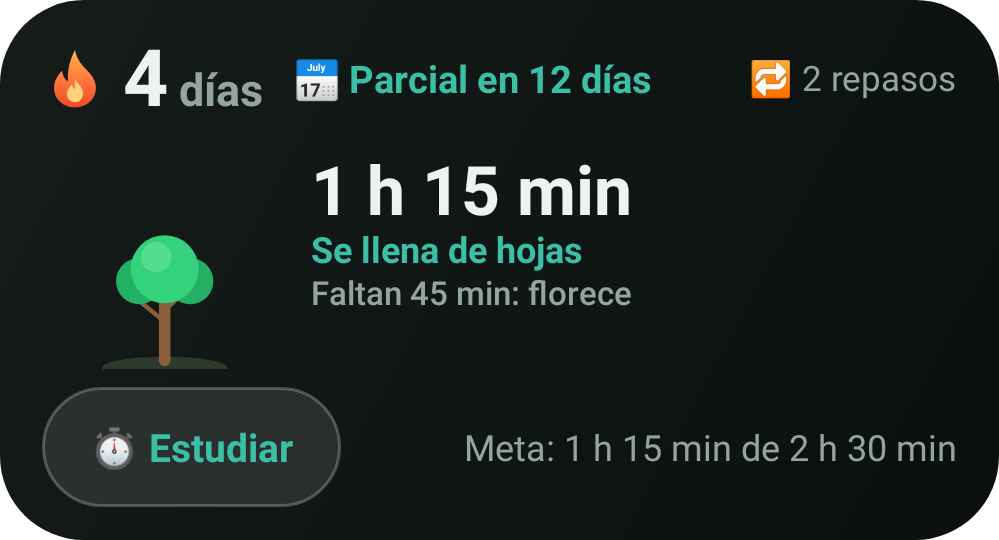 4 días
July
17
Parcial en 12 días
2 repasos
1 h 15 min
Se llena de hojas
Faltan 45 min: florece
Estudiar
Meta: 1 h 15 min de 2 h 30 min